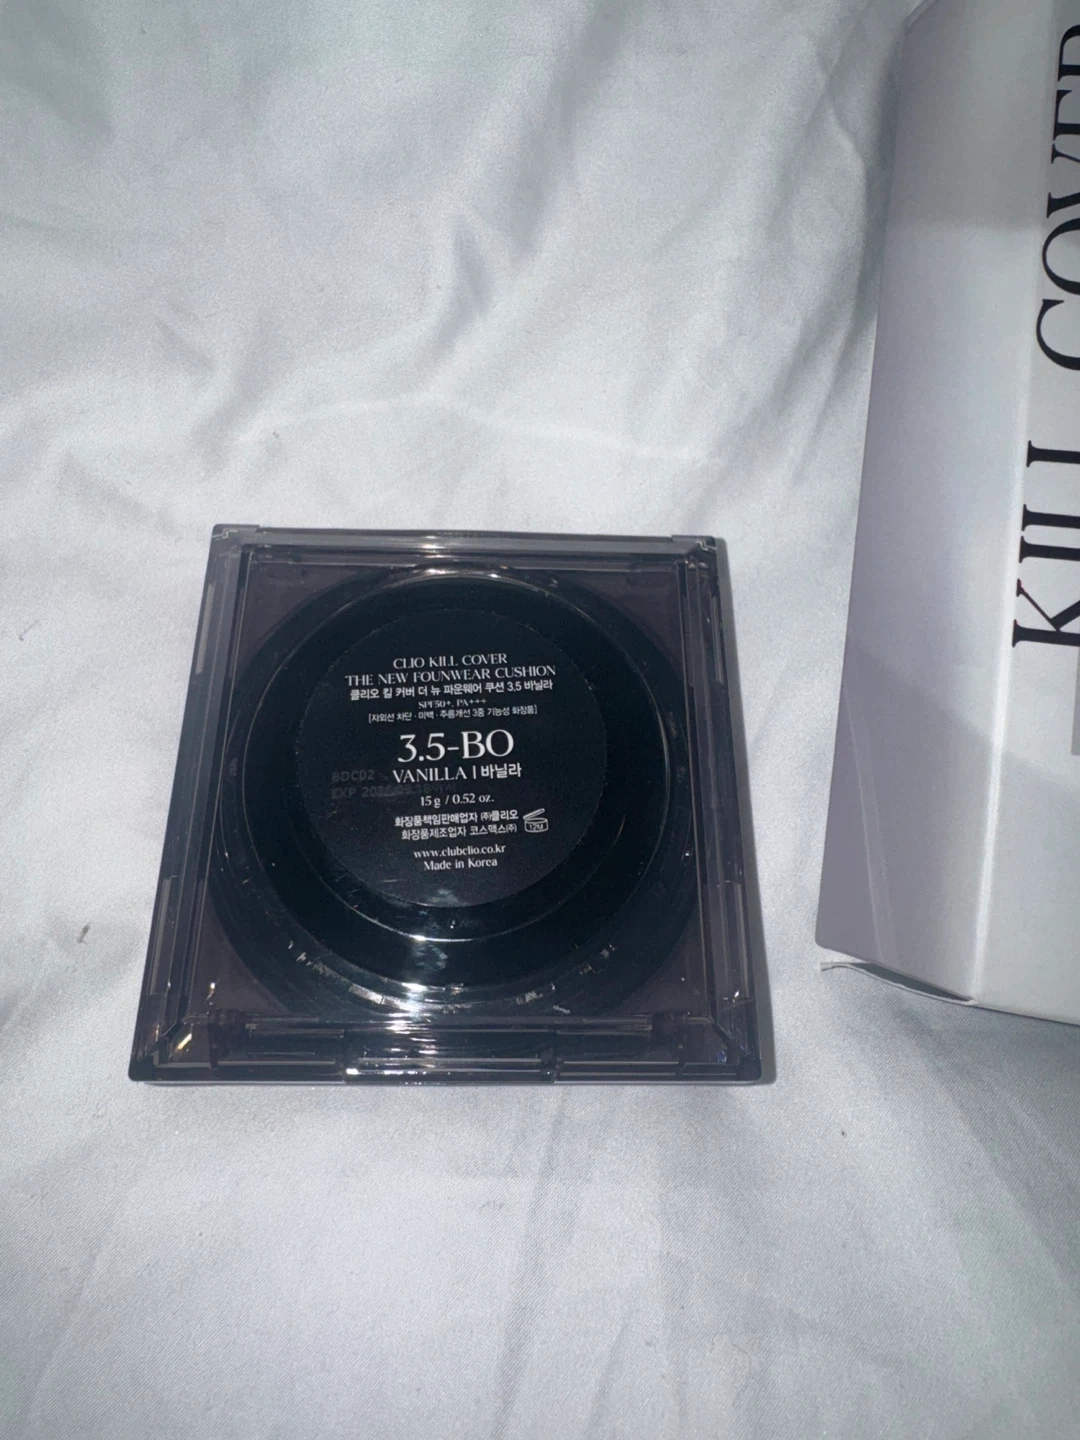 CLIO KILL COVER
THE NEW FOUNWEAR CUSHION
클리오 킬 커버 더 뉴 파운웨어 쿠션 3.5 바닐라
SPF50+, PA+++
[자외선 차단 · 미백 · 주름개선 3중 기능성 화장품]
3.5-BO
VANILLA | 바닐라
BDC02
EXP
15 g / 0.52 oz.
화장품책임판매업자 ㈜클리오
화장품제조업자 코스맥스㈜
12M
www.clubclio.co.kr
Made in Korea
KILL COVER